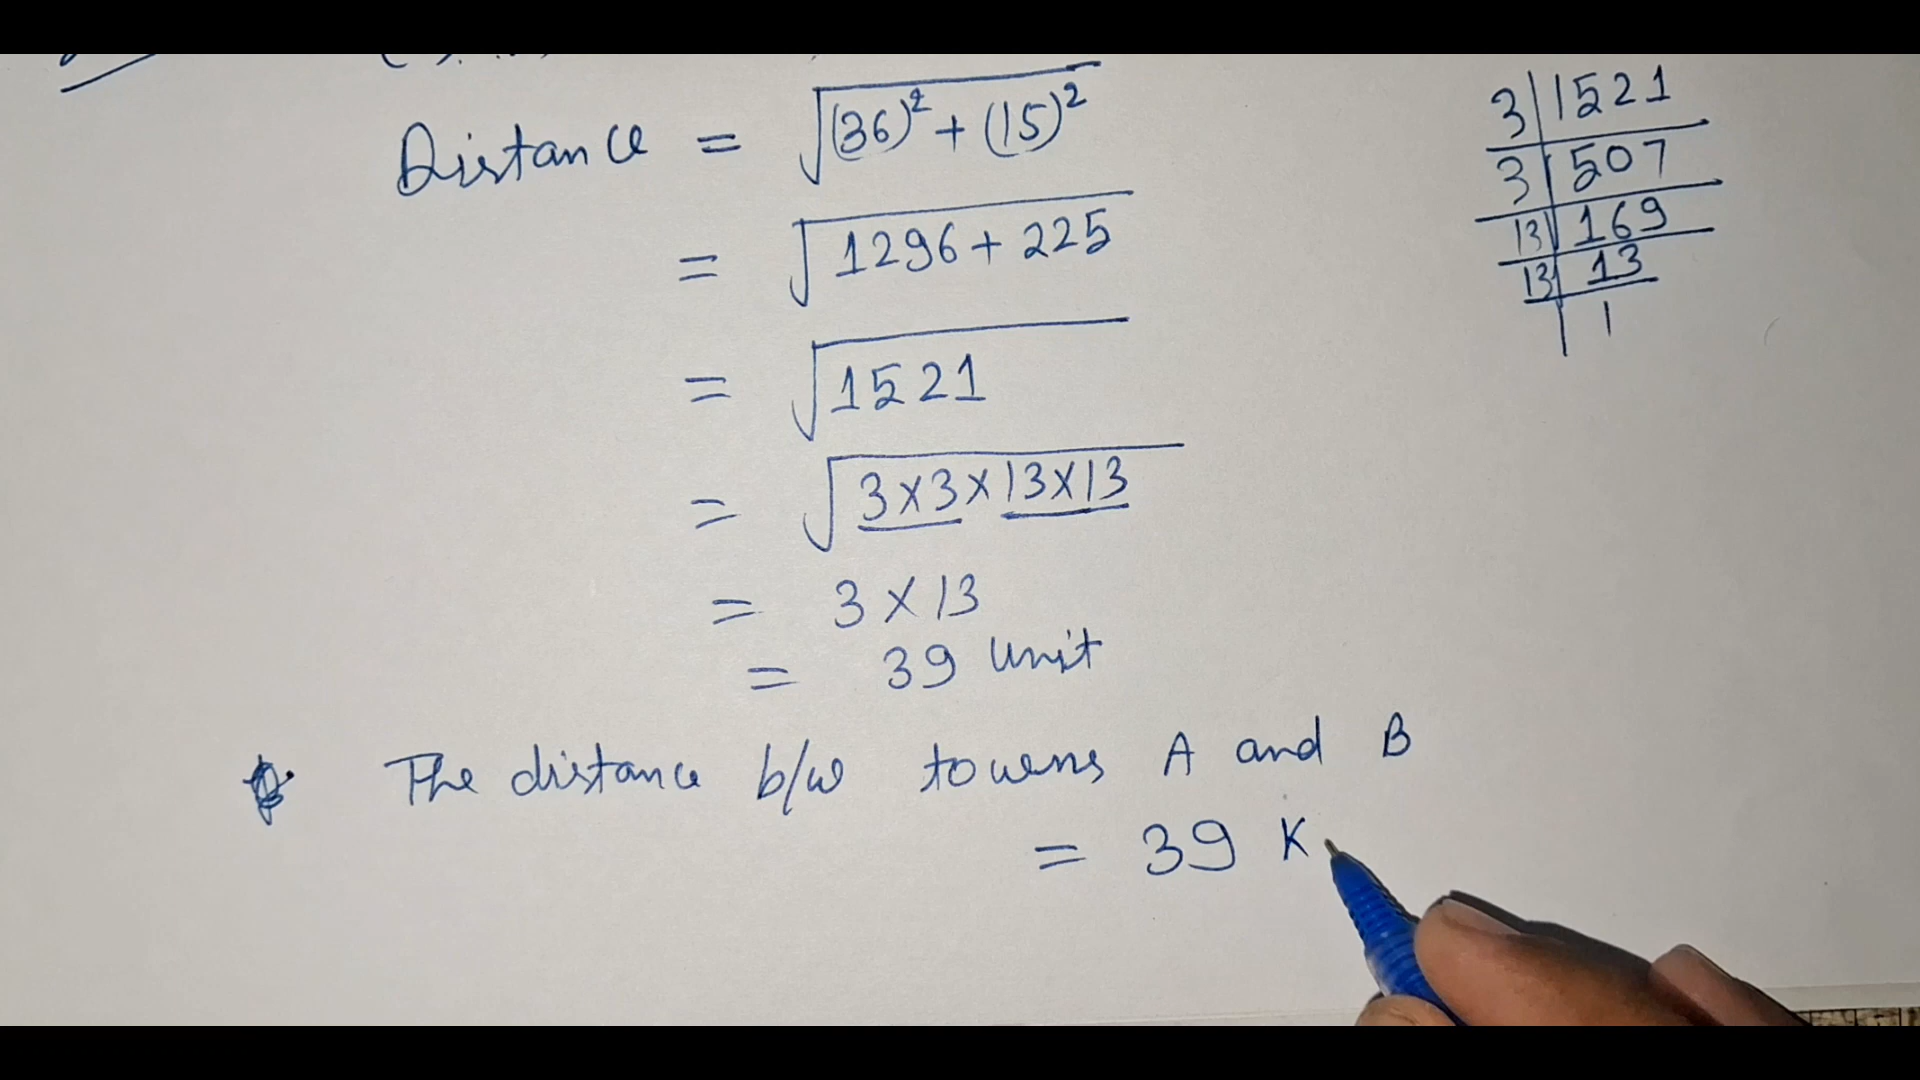 Distance = √(36)² + (15)²
= √1296 + 225
= √1521
= √3×3×13×13
= 3×13
= 39 Unit
The distance b/w towns A and B
= 39 K
3 | 1521
3 | 507
13 | 169
13 | 13
| 1